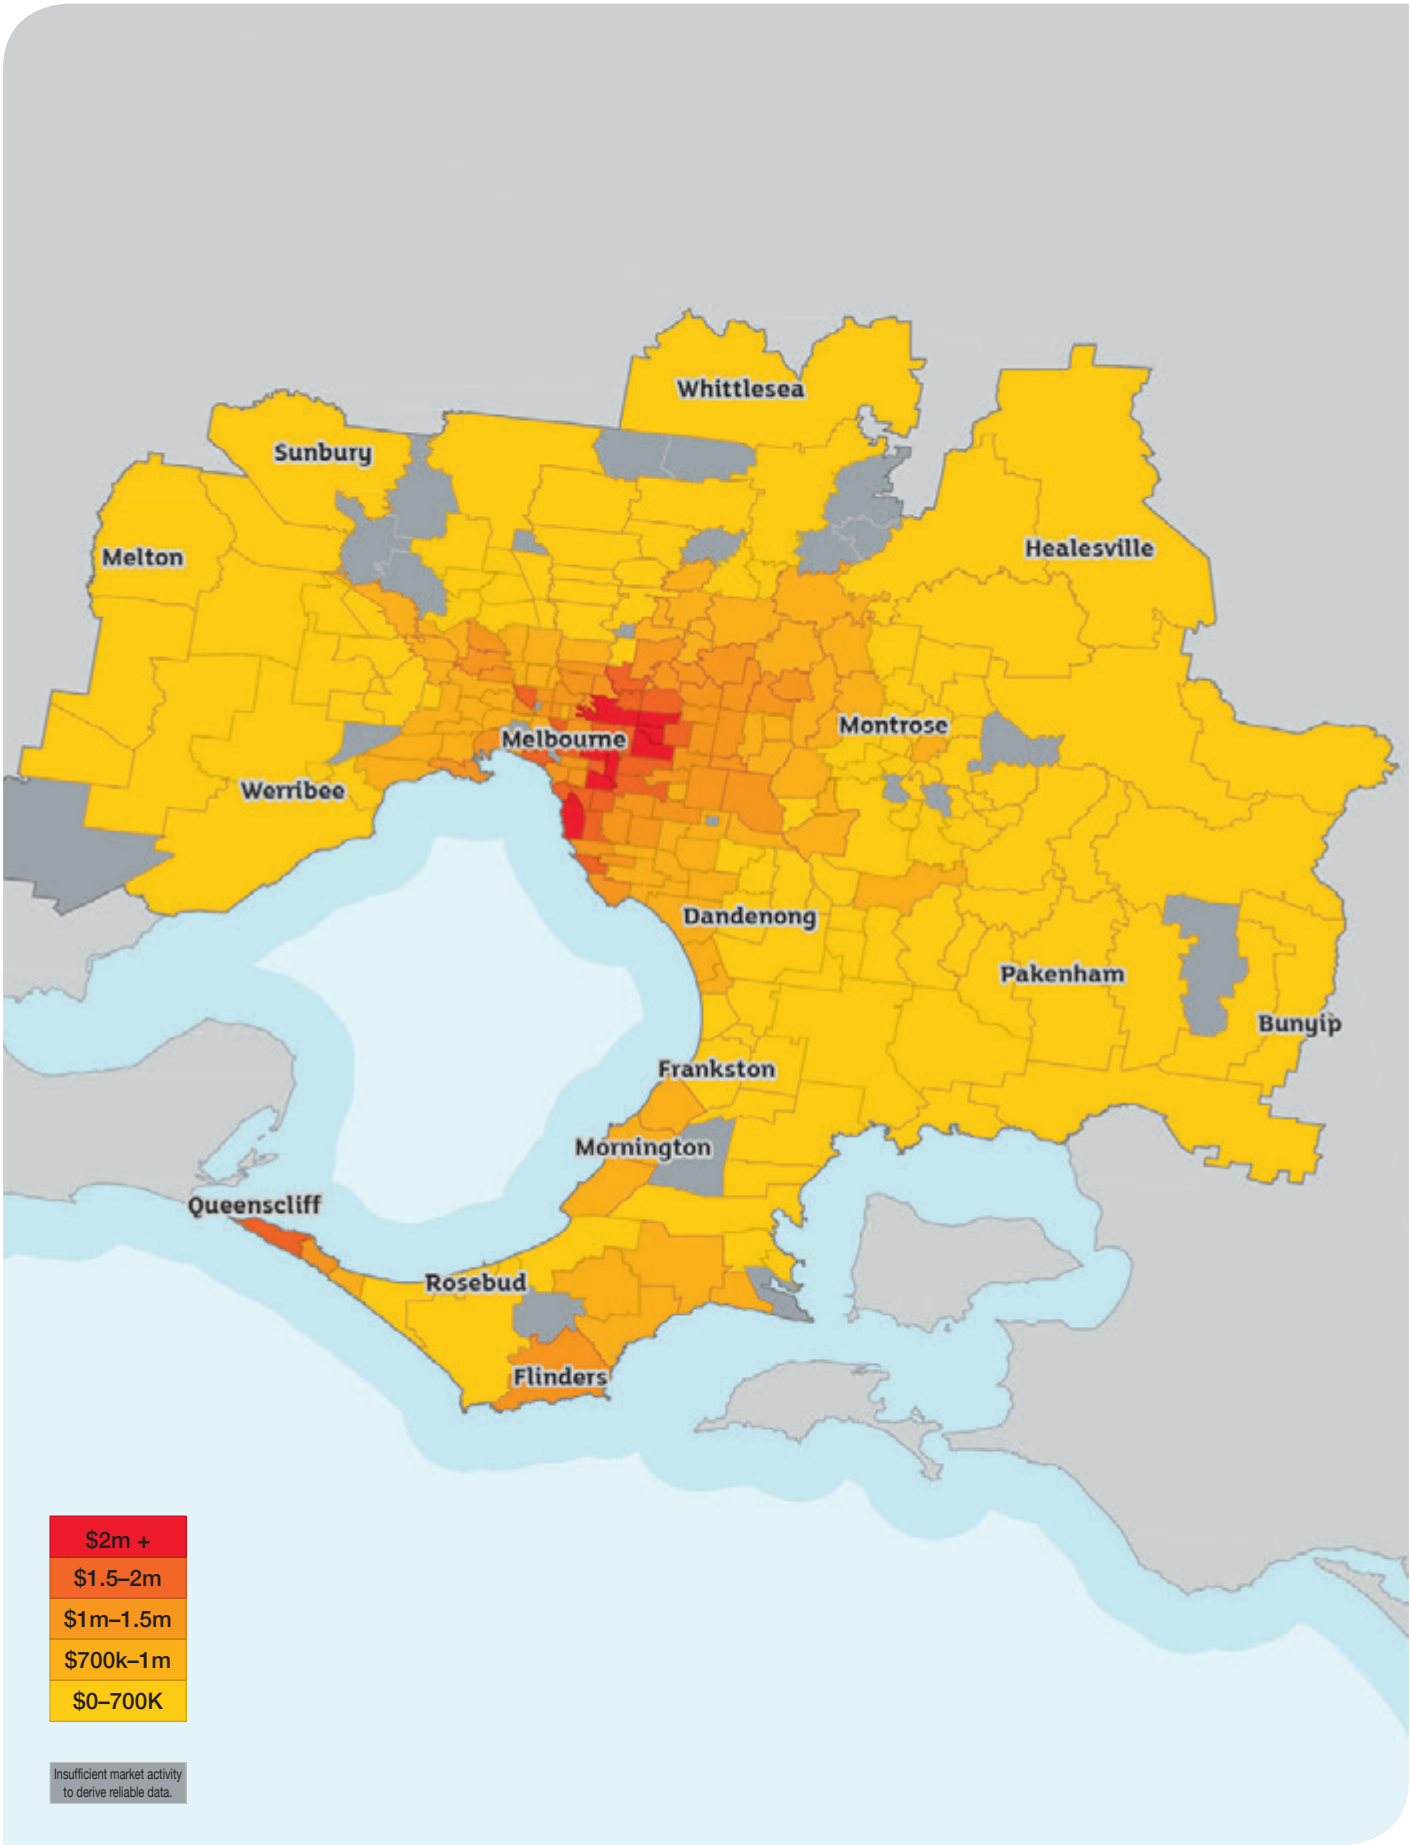 Whittlesea
Sunbury
Healesville
Melton
Montrose
Melbourne
Werribee
Dandenong
Pakenham
Bunyip
Frankston
Mornington
Queenscliff
Rosebud
Flinders
$2m +
$1.5–2m
$1m–1.5m
$700k–1m
$0–700K
Insufficient market activity
to derive reliable data.